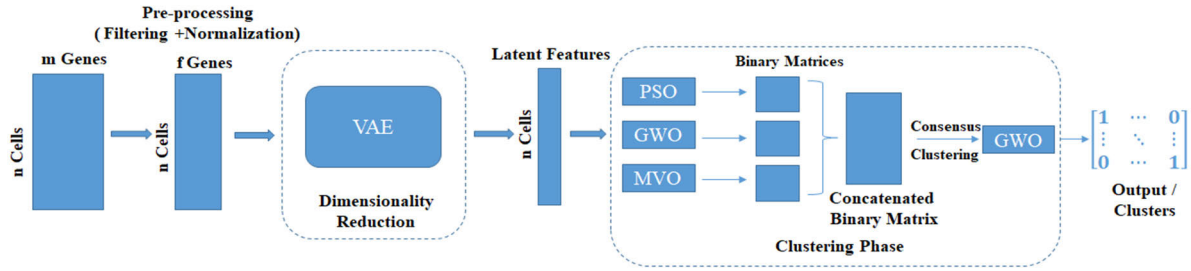 Pre-processing
( Filtering +Normalization)
m Genes
f Genes
n Cells
n Cells
VAE
Dimensionality
Reduction
Latent Features
n Cells
PSO
GWO
MVO
Binary Matrices
Concatenated
Binary Matrix
Consensus
Clustering
GWO
Clustering Phase
1 ⋯ 0
⋮ ⋱ ⋮
0 ⋯ 1
Output /
Clusters